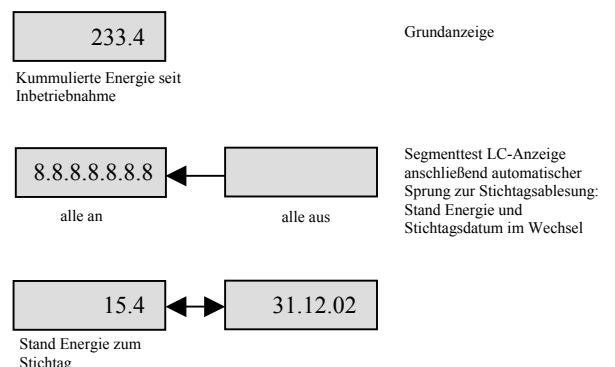 233.4
Grundanzeige
Kummulierte Energie seit
Inbetriebnahme
8.8.8.8.8.8.8
alle an
alle aus
Segmenttest LC-Anzeige
anschließend automatischer
Sprung zur Stichtagsablesung:
Stand Energie und
Stichtagsdatum im Wechsel
15.4
31.12.02
Stand Energie zum
Stichtag